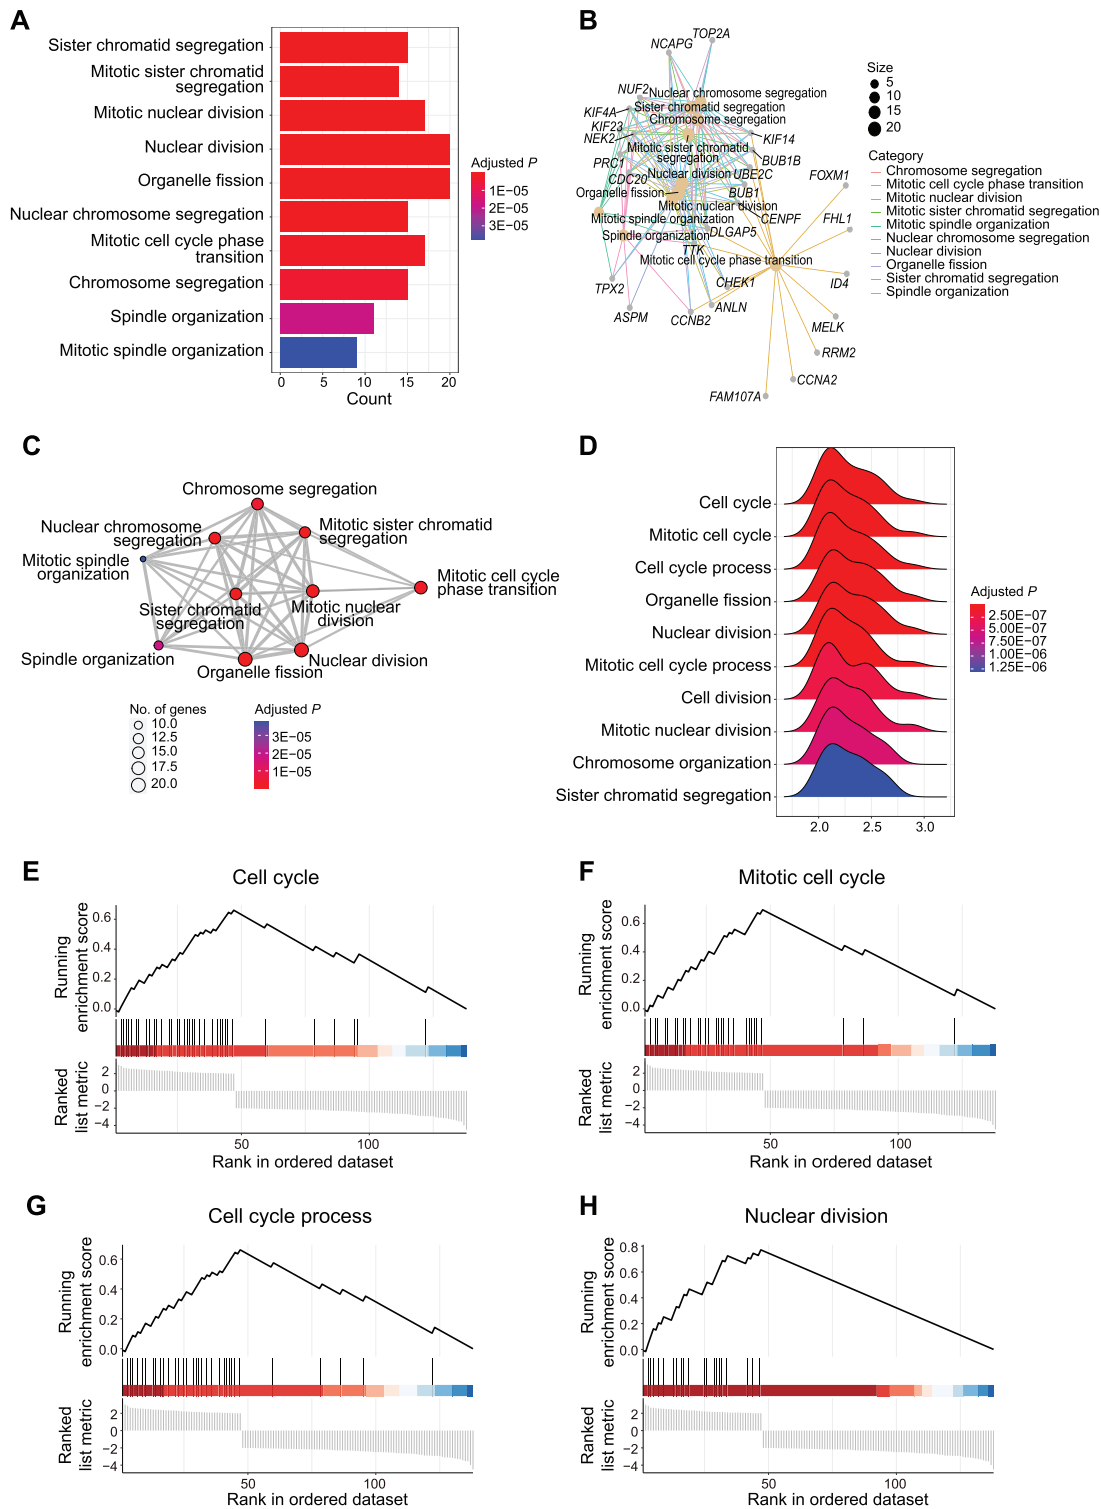 A
Sister chromatid segregation
Mitotic sister chromatid
segregation
Mitotic nuclear division
Nuclear division
Organelle fission
Nuclear chromosome segregation
Mitotic cell cycle phase
transition
Chromosome segregation
Spindle organization
Mitotic spindle organization
0 5 10 15 20
Count
Adjusted P
1E-05
2E-05
3E-05
B
TOP2A
NCAPG
NUF2
Nuclear chromosome segregation
Sister chromatid segregation
KIF4A
Chromosome segregation
KIF23
NEK2
KIF14
Mitotic sister chromatid
segregation
PRC1
BUB1B
CDC20
Nuclear division
UBE2C
FOXM1
Organelle fission
BUB1
Mitotic nuclear division
Mitotic spindle organization
CENPF
FHL1
Spindle organization
DLGAP5
TTK
Mitotic cell cycle phase transition
TPX2
CHEK1
ID4
ASPM
CCNB2
ANLN
MELK
RRM2
CCNA2
FAM107A
Size
5
10
15
20
Category
Chromosome segregation
Mitotic cell cycle phase transition
Mitotic nuclear division
Mitotic sister chromatid segregation
Mitotic spindle organization
Nuclear chromosome segregation
Nuclear division
Organelle fission
Sister chromatid segregation
Spindle organization
C
Chromosome segregation
Nuclear chromosome
segregation
Mitotic sister chromatid
segregation
Mitotic spindle
organization
Mitotic cell cycle
phase transition
Sister chromatid
segregation
Mitotic nuclear
division
Spindle organization
Organelle fission
Nuclear division
No. of genes
10.0
12.5
15.0
17.5
20.0
Adjusted P
3E-05
2E-05
1E-05
D
Cell cycle
Mitotic cell cycle
Cell cycle process
Organelle fission
Nuclear division
Mitotic cell cycle process
Cell division
Mitotic nuclear division
Chromosome organization
Sister chromatid segregation
2.0 2.5 3.0
Adjusted P
2.50E-07
5.00E-07
7.50E-07
1.00E-06
1.25E-06
E
Cell cycle
Running
enrichment score
0.6
0.4
0.2
0.0
Ranked
list metric
2
0
−2
−4
50 100
Rank in ordered dataset
F
Mitotic cell cycle
Running
enrichment score
0.6
0.4
0.2
0.0
Ranked
list metric
2
0
−2
−4
50 100
Rank in ordered dataset
G
Cell cycle process
Running
enrichment score
0.6
0.4
0.2
0.0
Ranked
list metric
2
0
−2
−4
50 100
Rank in ordered dataset
H
Nuclear division
Running
enrichment score
0.8
0.6
0.4
0.2
0.0
Ranked
list metric
2
0
−2
−4
50 100
Rank in ordered dataset